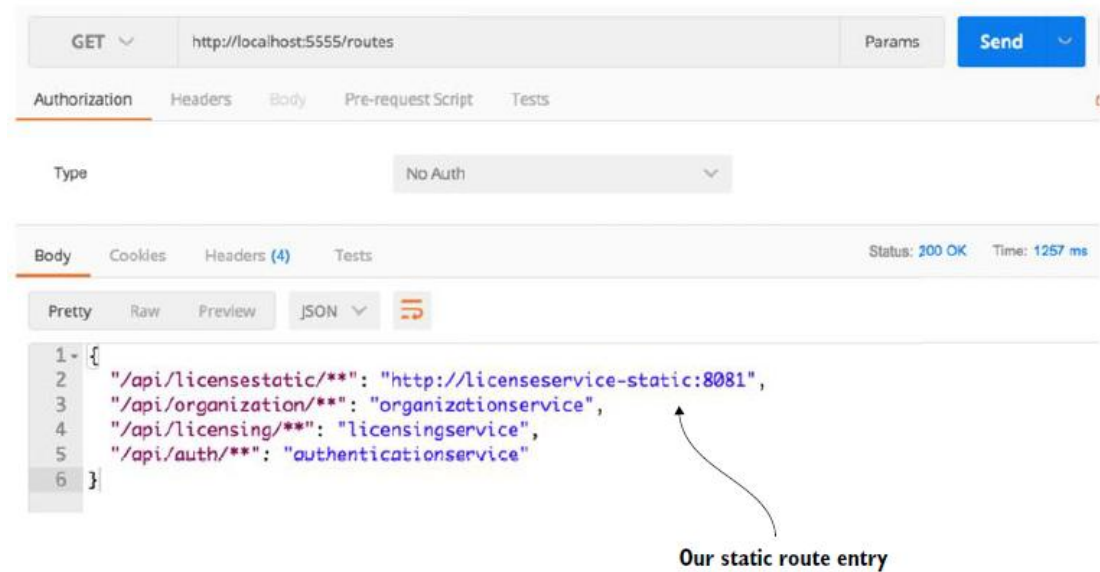 GET http://localhost:5555/routes Params Send
Authorization Headers Body Pre-request Script Tests
Type No Auth
Body Cookies Headers (4) Tests Status: 200 OK Time: 1257 ms
Pretty Raw Preview JSON
1 {
2 "/api/licensestatic/**": "http://licenseservice-static:8081",
3 "/api/organization/**": "organizationservice",
4 "/api/licensing/**": "licensingservice",
5 "/api/auth/**": "authenticationservice"
6 }
Our static route entry